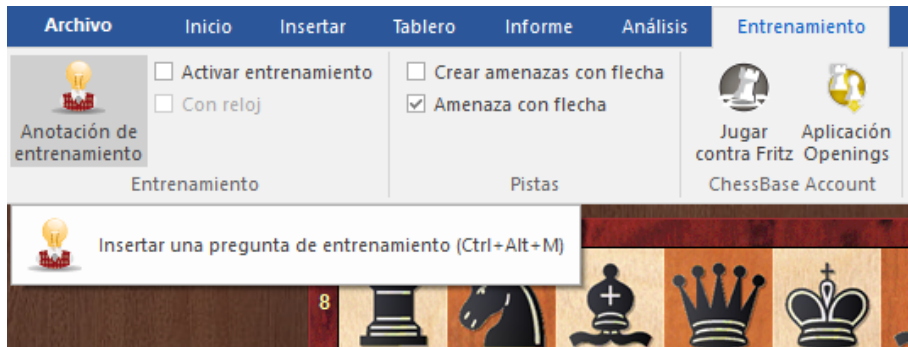 Archivo Inicio Insertar Tablero Informe Análisis Entrenamiento
Activar entrenamiento
Con reloj
Anotación de
entrenamiento
Entrenamiento
Crear amenazas con flecha
Amenaza con flecha
Pistas
Jugar
contra Fritz
Aplicación
Openings
ChessBase Account
Insertar una pregunta de entrenamiento (Ctrl+Alt+M)
8